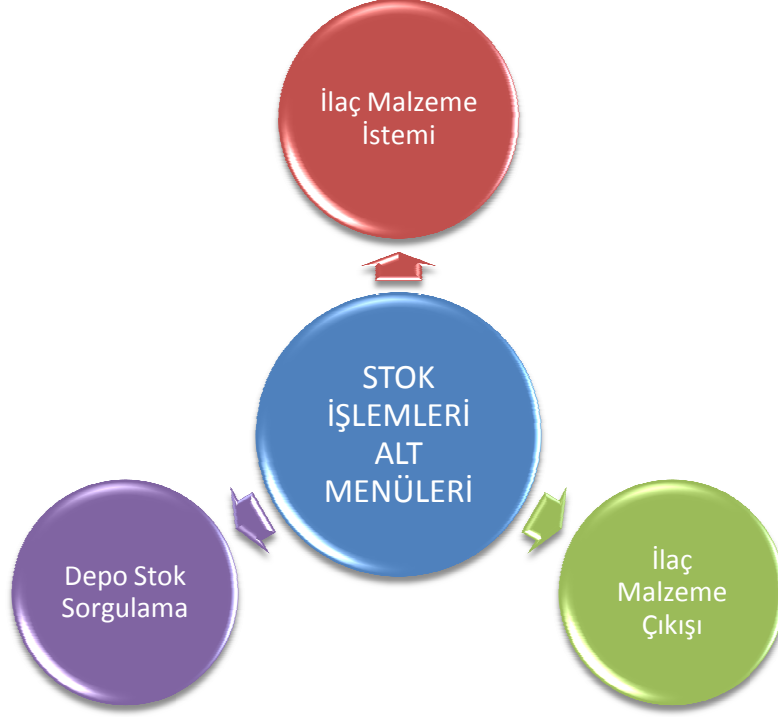 İlaç Malzeme
İstemi
STOK
İŞLEMLERİ
ALT
MENÜLERİ
Depo Stok
Sorgulama
İlaç
Malzeme
Çıkışı